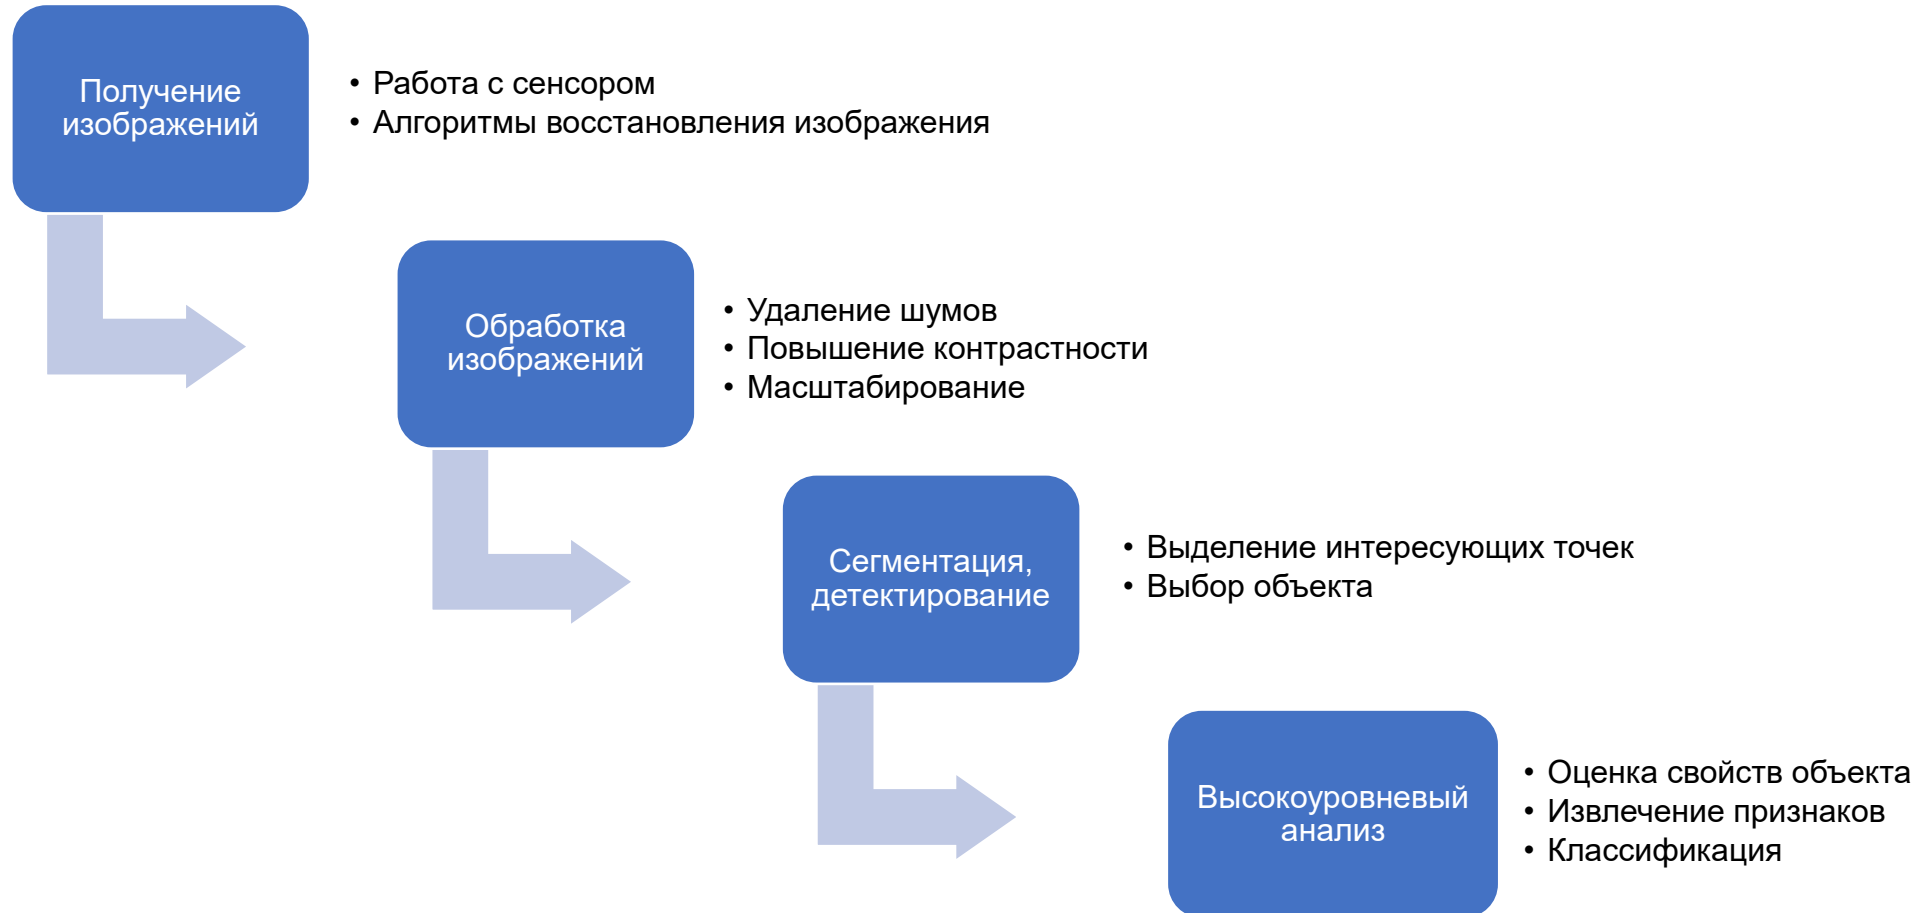 Получение
изображений
• Работа с сенсором
• Алгоритмы восстановления изображения
Обработка
изображений
• Удаление шумов
• Повышение контрастности
• Масштабирование
Сегментация,
детектирование
• Выделение интересующих точек
• Выбор объекта
Высокоуровневый
анализ
• Оценка свойств объекта
• Извлечение признаков
• Классификация